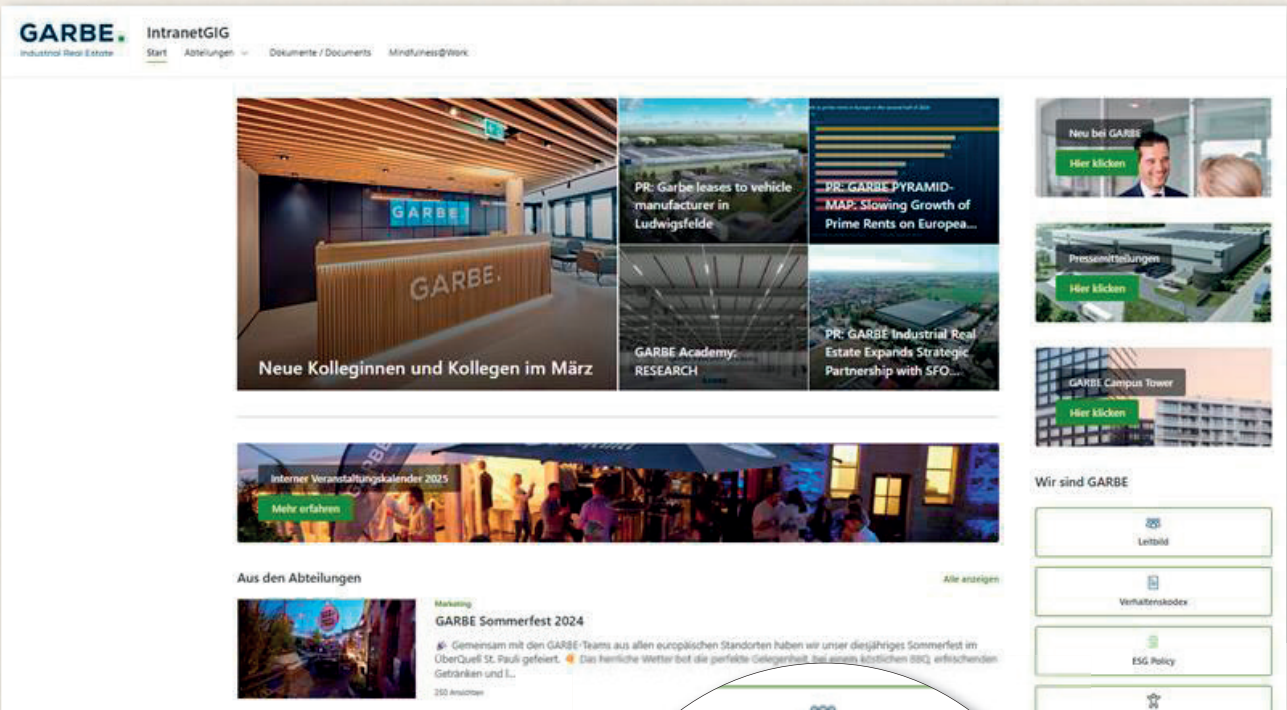 GARBE.
Industrial Real Estate
IntranetGIG
Start Abteilungen Dokumente / Documents Mindfulness@Work
GARBE.
GARBE.
Neue Kolleginnen und Kollegen im März
PR: Garbe leases to vehicle
manufacturer in
Ludwigsfelde
PR: GARBE PYRAMID-
MAP: Slowing Growth of
Prime Rents on Europea...
GARBE Academy:
RESEARCH
PR: GARBE Industrial Real
Estate Expands Strategic
Partnership with SFO...
Neu bei GARBE
Hier klicken
Pressemitteilungen
Hier klicken
GARBE Campus Tower
Hier klicken
Interner Veranstaltungskalender 2025
Mehr erfahren
Wir sind GARBE
Leitbild
Verhaltenskodex
ESG Policy
Aus den Abteilungen
Alle anzeigen
Marketing
GARBE Sommerfest 2024
Gemeinsam mit den GARBE-Teams aus allen europäischen Standorten haben wir unser diesjähriges Sommerfest im
ÜberQuell St. Pauli gefeiert. Das herrliche Wetter bot die perfekte Gelegenheit, bei einem köstlichen BBQ, erfrischenden
Getränken und l...
250 Ansichten